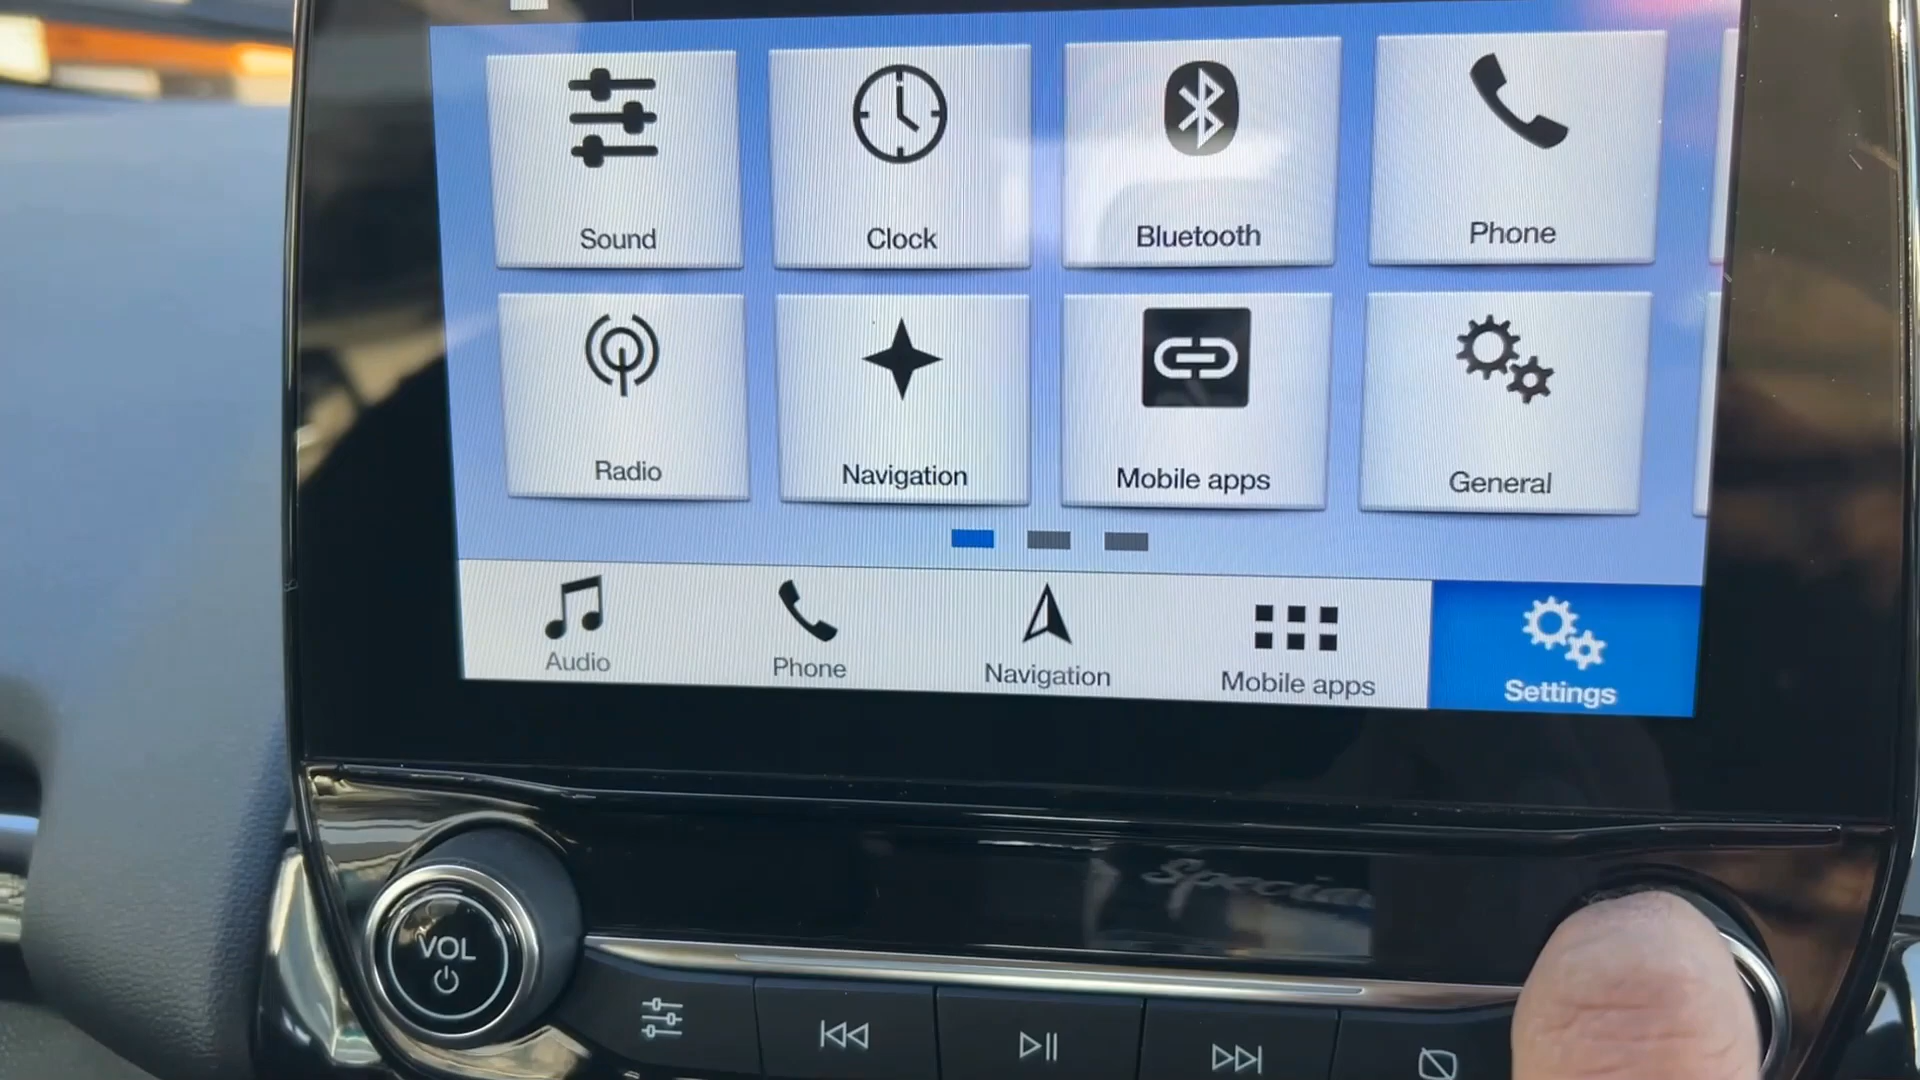 Sound
Clock
Bluetooth
Phone
Radio
Navigation
Mobile apps
General
Audio
Phone
Navigation
Mobile apps
Settings
VOL